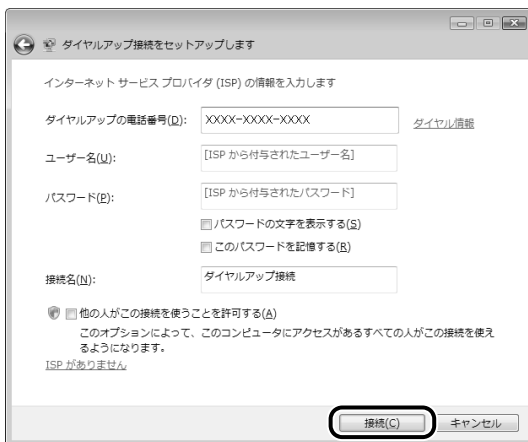 ダイヤルアップ接続をセットアップします
インターネット サービス プロバイダ (ISP) の情報を入力します
ダイヤルアップの電話番号(D): XXXX-XXXX-XXXX ダイヤル情報
ユーザー名(U): [ISP から付与されたユーザー名]
パスワード(P): [ISP から付与されたパスワード]
パスワードの文字を表示する(S)
このパスワードを記憶する(R)
接続名(N): ダイヤルアップ接続
他の人がこの接続を使うことを許可する(A)
このオプションによって、このコンピュータにアクセスがあるすべての人がこの接続を使え
るようになります。
ISP がありません
接続(C) キャンセル